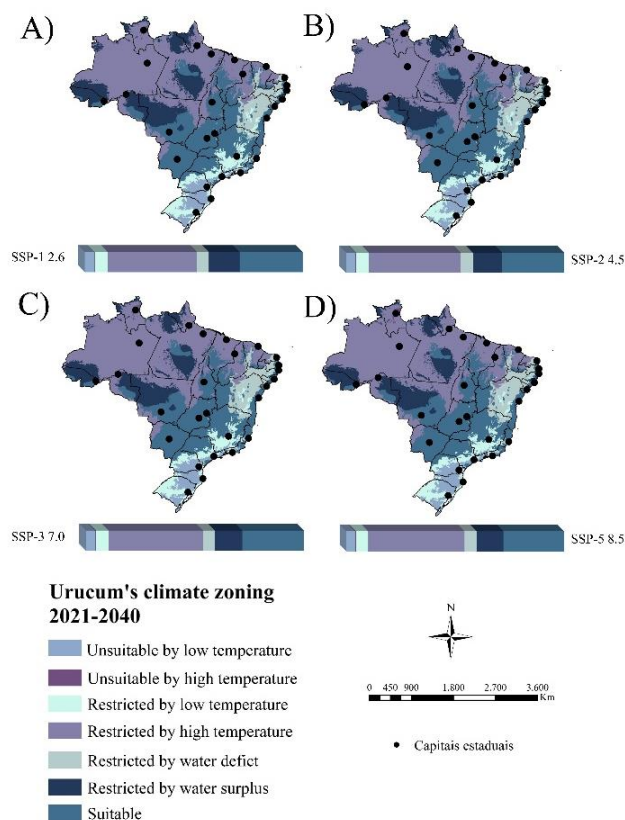 A)
B)
SSP-1 2.6
SSP-2 4.5
C)
D)
SSP-3 7.0
SSP-5 8.5
Urucum's climate zoning
2021-2040
Unsuitable by low temperature
Unsuitable by high temperature
Restricted by low temperature
Restricted by high temperature
Restricted by water defict
Restricted by water surplus
Suitable
N
0 450 900 1.800 2.700 3.600
Km
Capitais estaduais